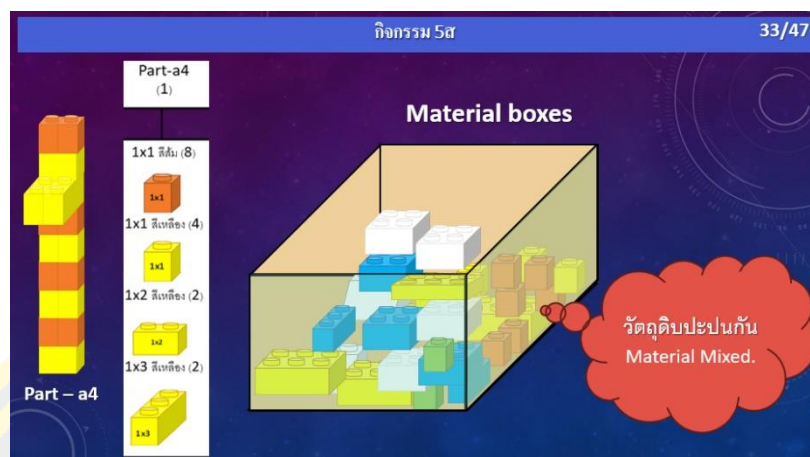 กิจกรรม 5ส
33/47
Part-a4
(1)
Material boxes
1x1 สีส้ม (8)
1x1
1x1 สีเหลือง (4)
1x1
1x2 สีเหลือง (2)
1x2
1x3 สีเหลือง (2)
1x3
Part – a4
วัตถุดิบปะปนกัน
Material Mixed.